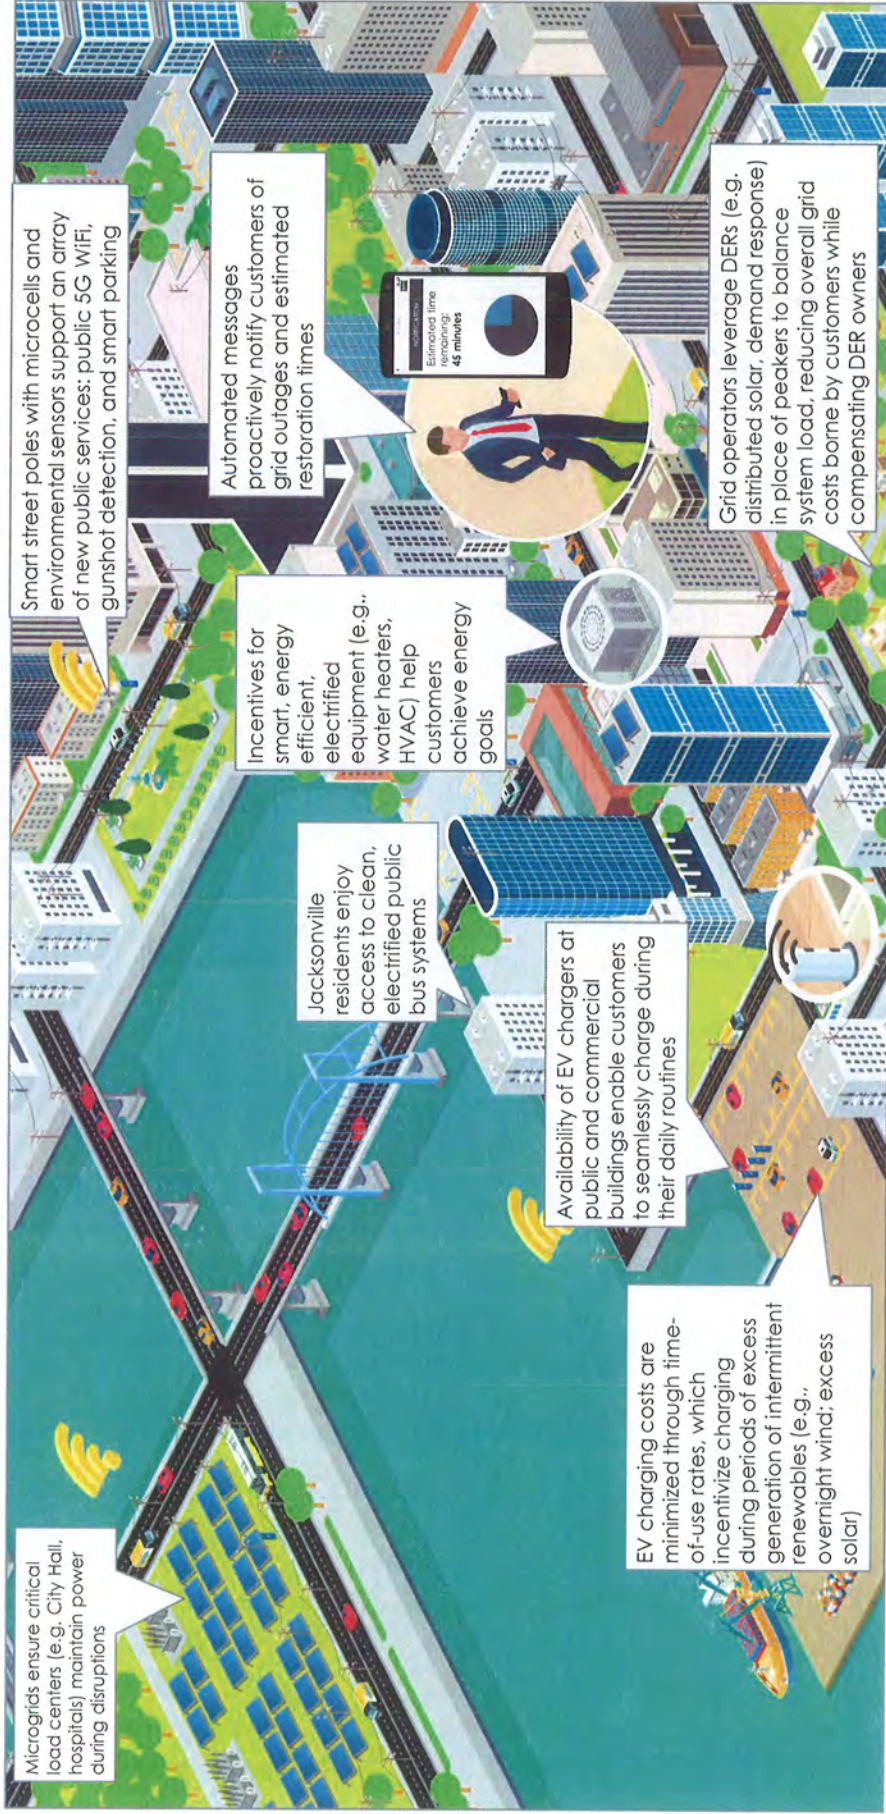 Microgrids ensure critical
load centers (e.g. City Hall,
hospitals) maintain power
during disruptions
Smart street poles with microcells and
environmental sensors support an array
of new public services: public 5G WiFi,
gunshot detection, and smart parking
Automated messages
proactively notify customers of
grid outages and estimated
restoration times
Incentives for
smart, energy
efficient,
electrified
equipment (e.g.,
water heaters,
HVAC) help
customers
achieve energy
goals
NOTIFICATION
Estimated time
remaining:
45 minutes
Jacksonville
residents enjoy
access to clean,
electrified public
bus systems
Availability of EV chargers at
public and commercial
buildings enable customers
to seamlessly charge during
their daily routines
EV charging costs are
minimized through time-
of-use rates, which
incentivize charging
during periods of excess
generation of intermittent
renewables (e.g.,
overnight wind; excess
solar)
Grid operators leverage DERs (e.g.
distributed solar, demand response)
in place of peakers to balance
system load, reducing overall grid
costs borne by customers while
compensating DER owners